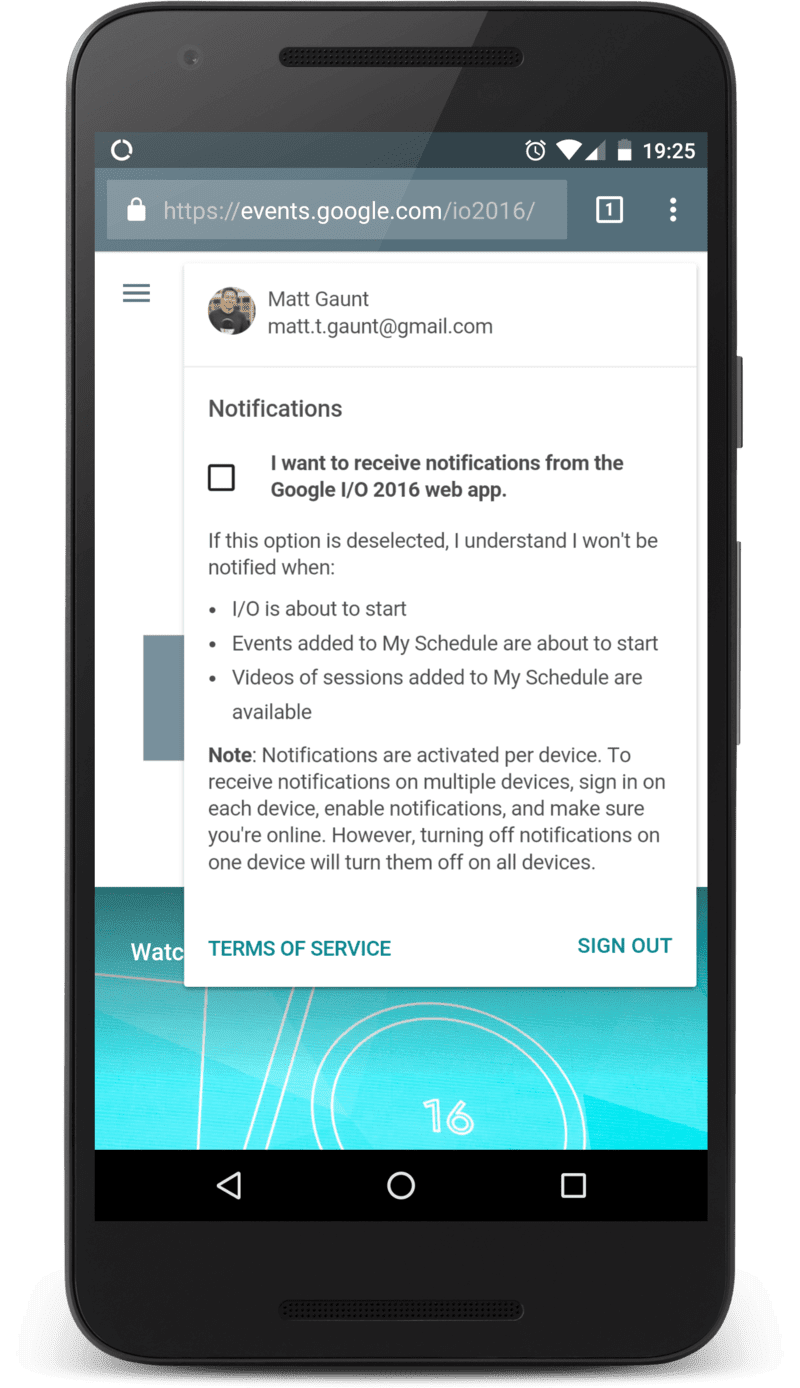 19:25
https://events.google.com/io2016/
1
Matt Gaunt
matt.t.gaunt@gmail.com
Notifications
I want to receive notifications from the
Google I/O 2016 web app.
If this option is deselected, I understand I won't be
notified when:
• I/O is about to start
• Events added to My Schedule are about to start
• Videos of sessions added to My Schedule are
available
Note: Notifications are activated per device. To
receive notifications on multiple devices, sign in on
each device, enable notifications, and make sure
you're online. However, turning off notifications on
one device will turn them off on all devices.
Watc
TERMS OF SERVICE
SIGN OUT
16